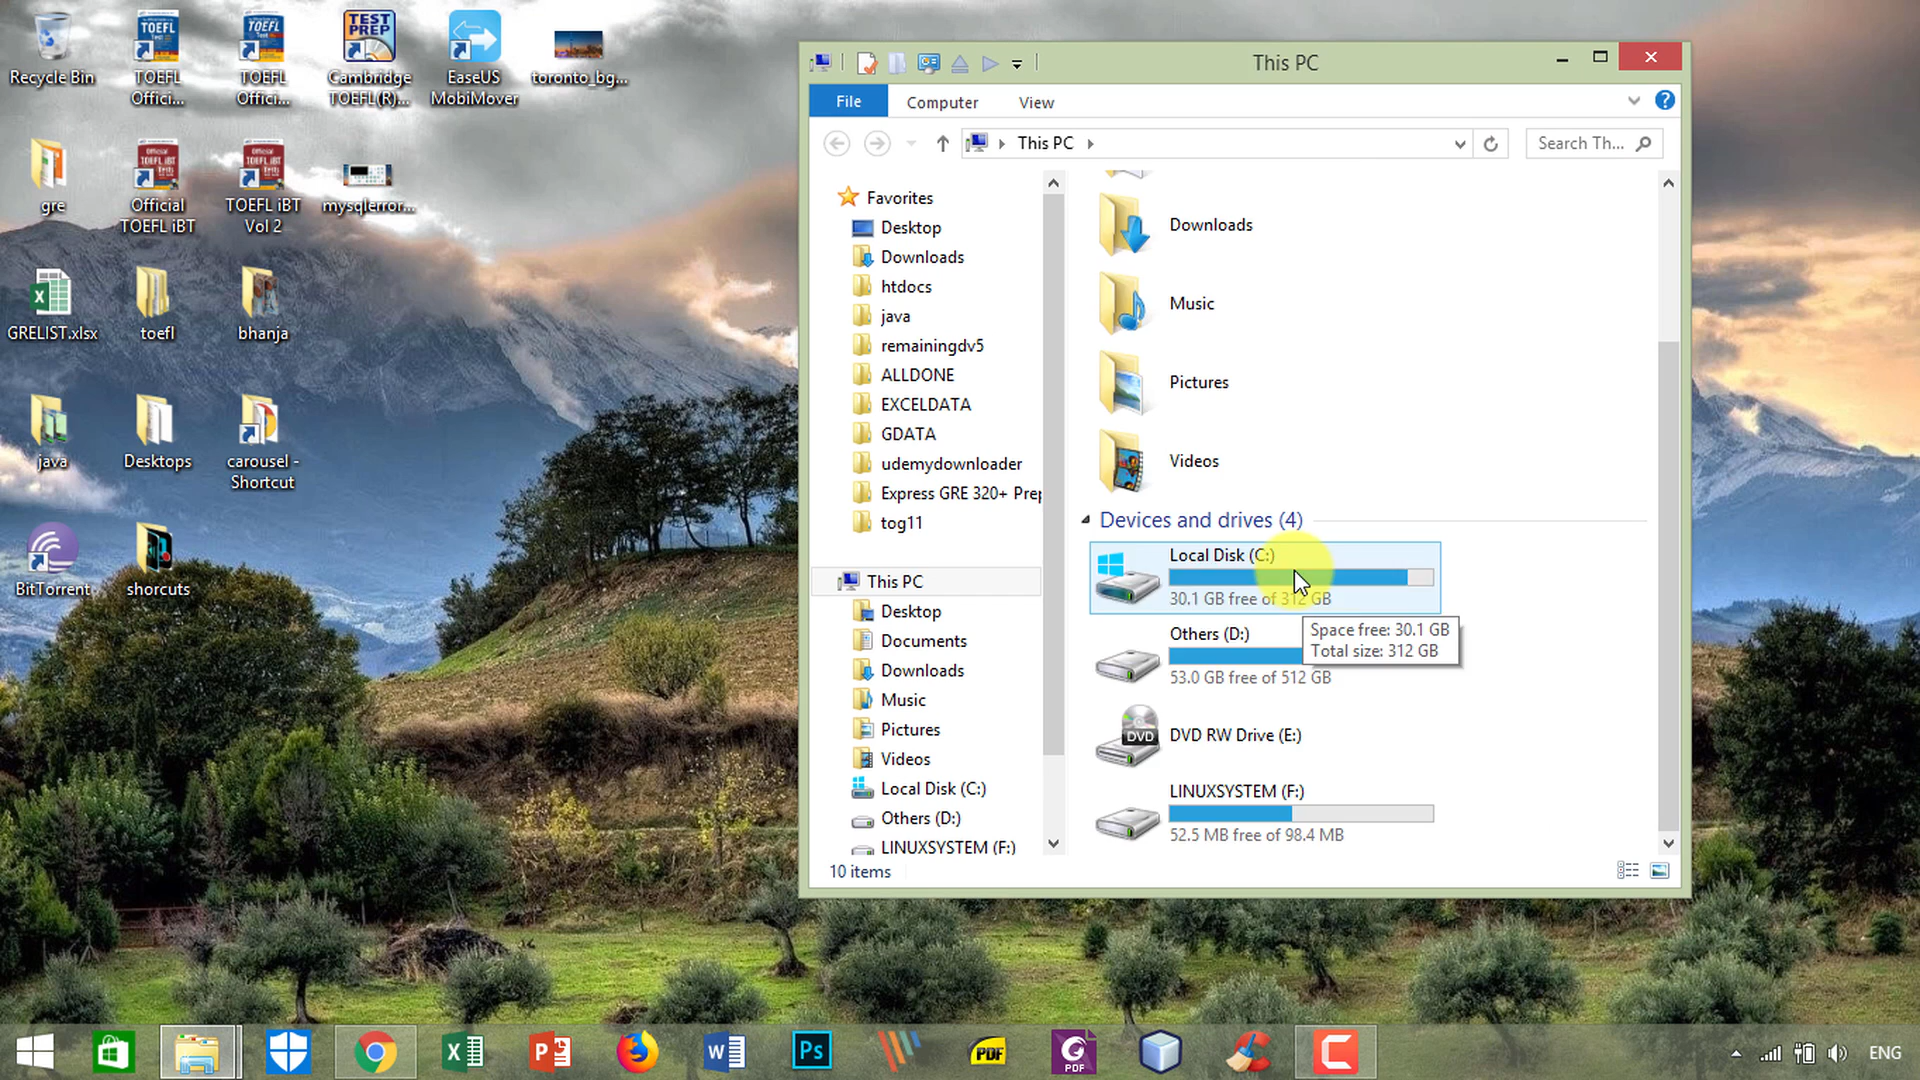 Recycle Bin
TOEFL
Offici...
TOEFL
Offici...
TEST
PREP
Cambridge
TOEFL(R)...
EaseUS
MobiMover
toronto_bg...
gre
Official
TOEFL iBT
TOEFL iBT
Vol 2
mysqlerror...
GRELIST.xlsx
toefl
bhanja
java
Desktops
carousel -
Shortcut
BitTorrent
shorcuts
This PC
File
Computer
View
This PC
Search Th...
Favorites
Desktop
Downloads
htdocs
java
remainingdv5
ALLDONE
EXCELDATA
GDATA
udemydownloader
Express GRE 320+ Prep
tog11
This PC
Desktop
Documents
Downloads
Music
Pictures
Videos
Local Disk (C:)
Others (D:)
LINUXSYSTEM (F:)
Downloads
Music
Pictures
Videos
Devices and drives (4)
Local Disk (C:)
30.1 GB free of 312 GB
Space free: 30.1 GB
Total size: 312 GB
Others (D:)
53.0 GB free of 512 GB
DVD
DVD RW Drive (E:)
LINUXSYSTEM (F:)
52.5 MB free of 98.4 MB
10 items
Ps
PDF
PDF
ENG